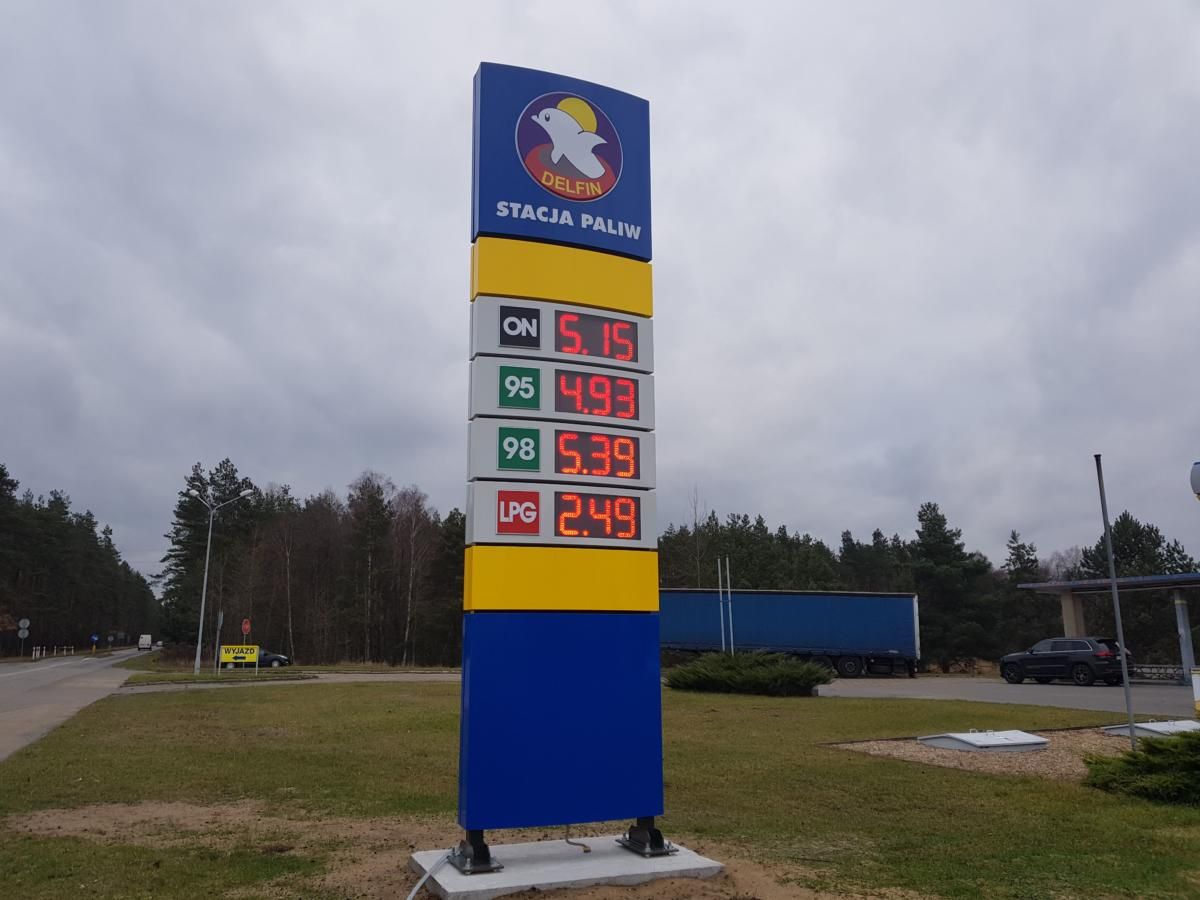 DELFIN
STACJA PALIW
ON 5.15
95 4.93
98 5.39
LPG 2.49
WYJAZD